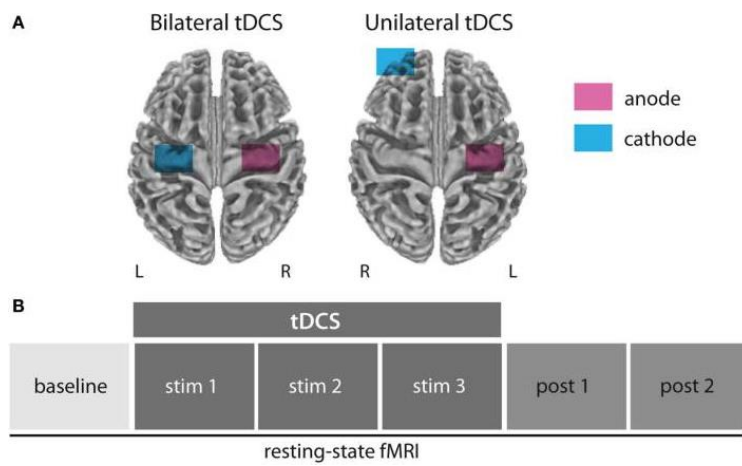 A
Bilateral tDCS
Unilateral tDCS
anode
cathode
L
R
R
L
B
tDCS
baseline
stim 1
stim 2
stim 3
post 1
post 2
resting-state fMRI